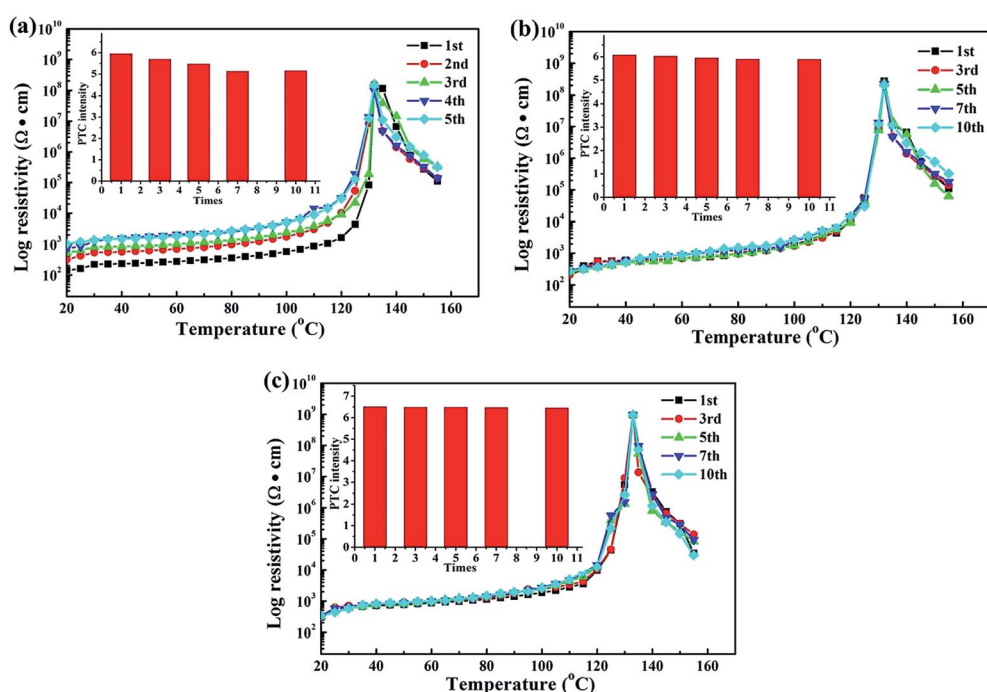 (a)
Log resistivity (Ω • cm)
10^10
10^9
10^8
10^7
10^6
10^5
10^4
10^3
10^2
20 40 60 80 100 120 140 160
Temperature (°C)
PTC intensity
6
5
4
3
2
1
0
0 1 2 3 4 5 6 7 8 9 10 11
Times
1st
2nd
3rd
4th
5th
(b)
Log resistivity (Ω • cm)
10^10
10^9
10^8
10^7
10^6
10^5
10^4
10^3
10^2
20 40 60 80 100 120 140 160
Temperature (°C)
PTC intensity
7
6
5
4
3
2
1
0
0 1 2 3 4 5 6 7 8 9 10 11
Times
1st
3rd
5th
7th
10th
(c)
Log resistivity (Ω • cm)
10^10
10^9
10^8
10^7
10^6
10^5
10^4
10^3
10^2
20 40 60 80 100 120 140 160
Temperature (°C)
PTC intensity
7
6
5
4
3
2
1
0
0 1 2 3 4 5 6 7 8 9 10 11
Times
1st
3rd
5th
7th
10th